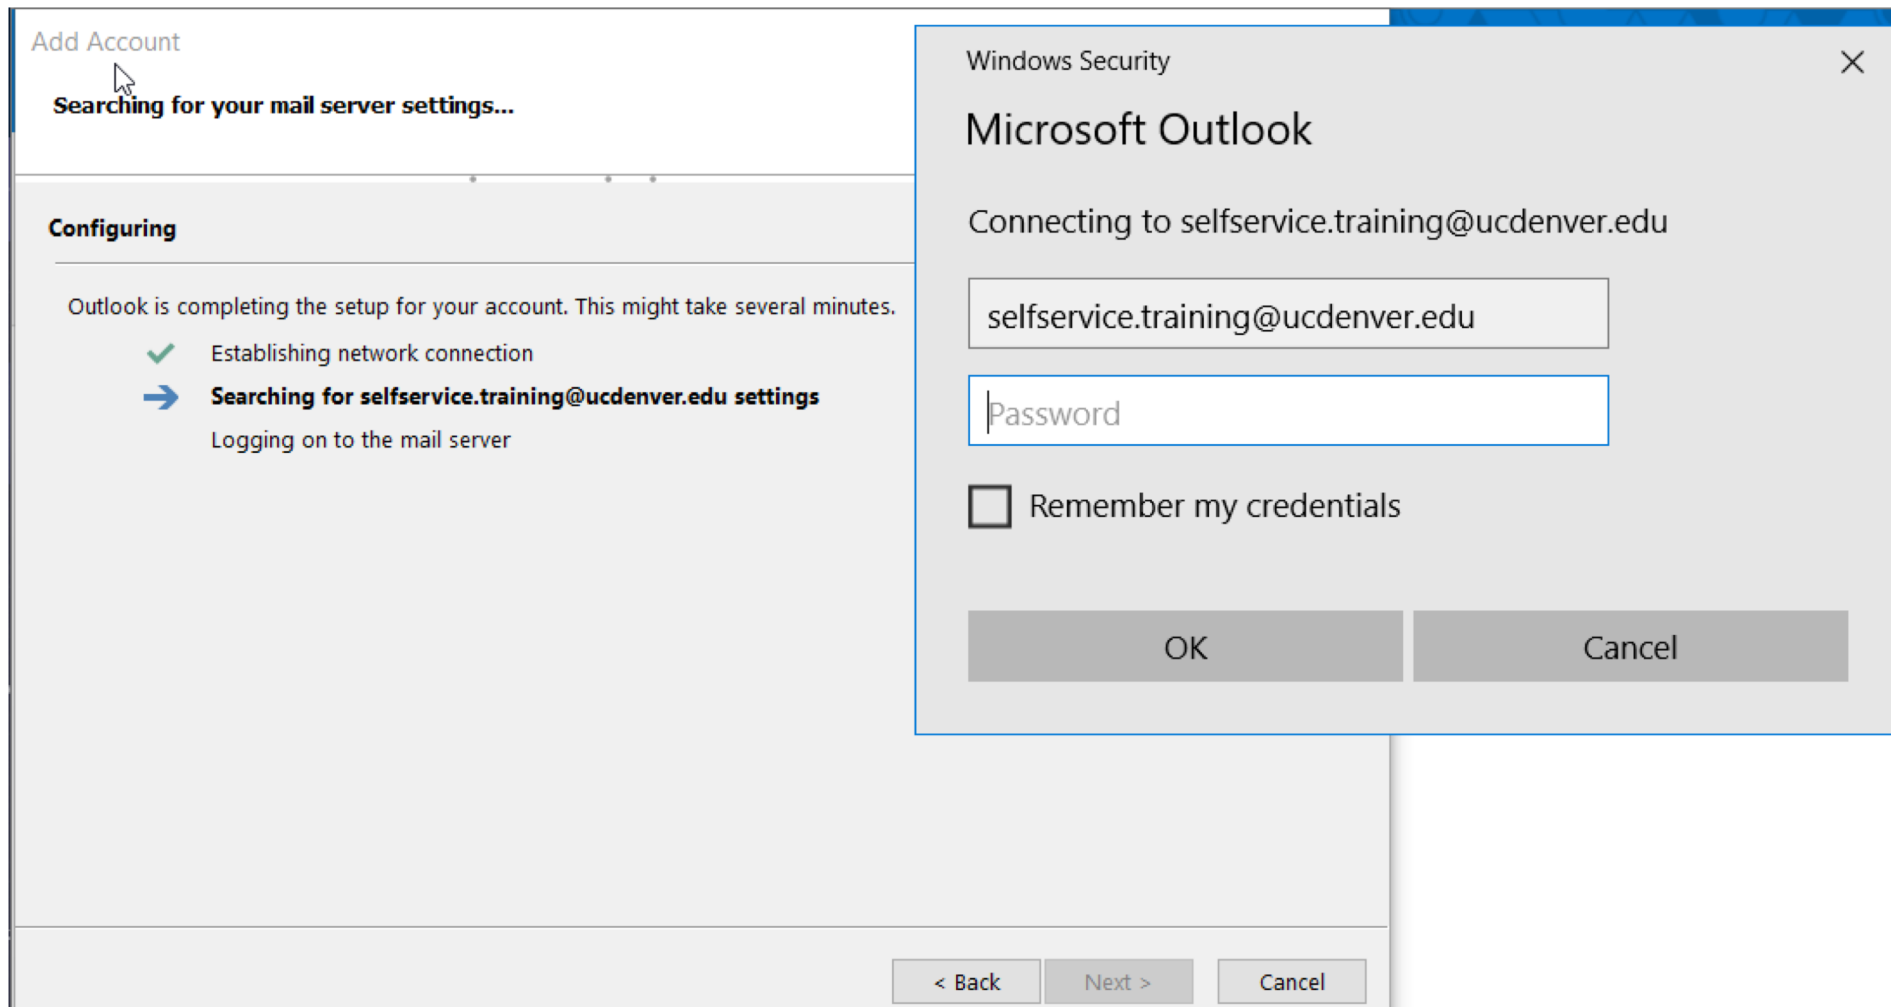 Add Account
Searching for your mail server settings...
Configuring
Outlook is completing the setup for your account. This might take several minutes.
Establishing network connection
Searching for selfservice.training@ucdenver.edu settings
Logging on to the mail server
< Back
Next >
Cancel
Windows Security
Microsoft Outlook
Connecting to selfservice.training@ucdenver.edu
selfservice.training@ucdenver.edu
Password
Remember my credentials
OK
Cancel